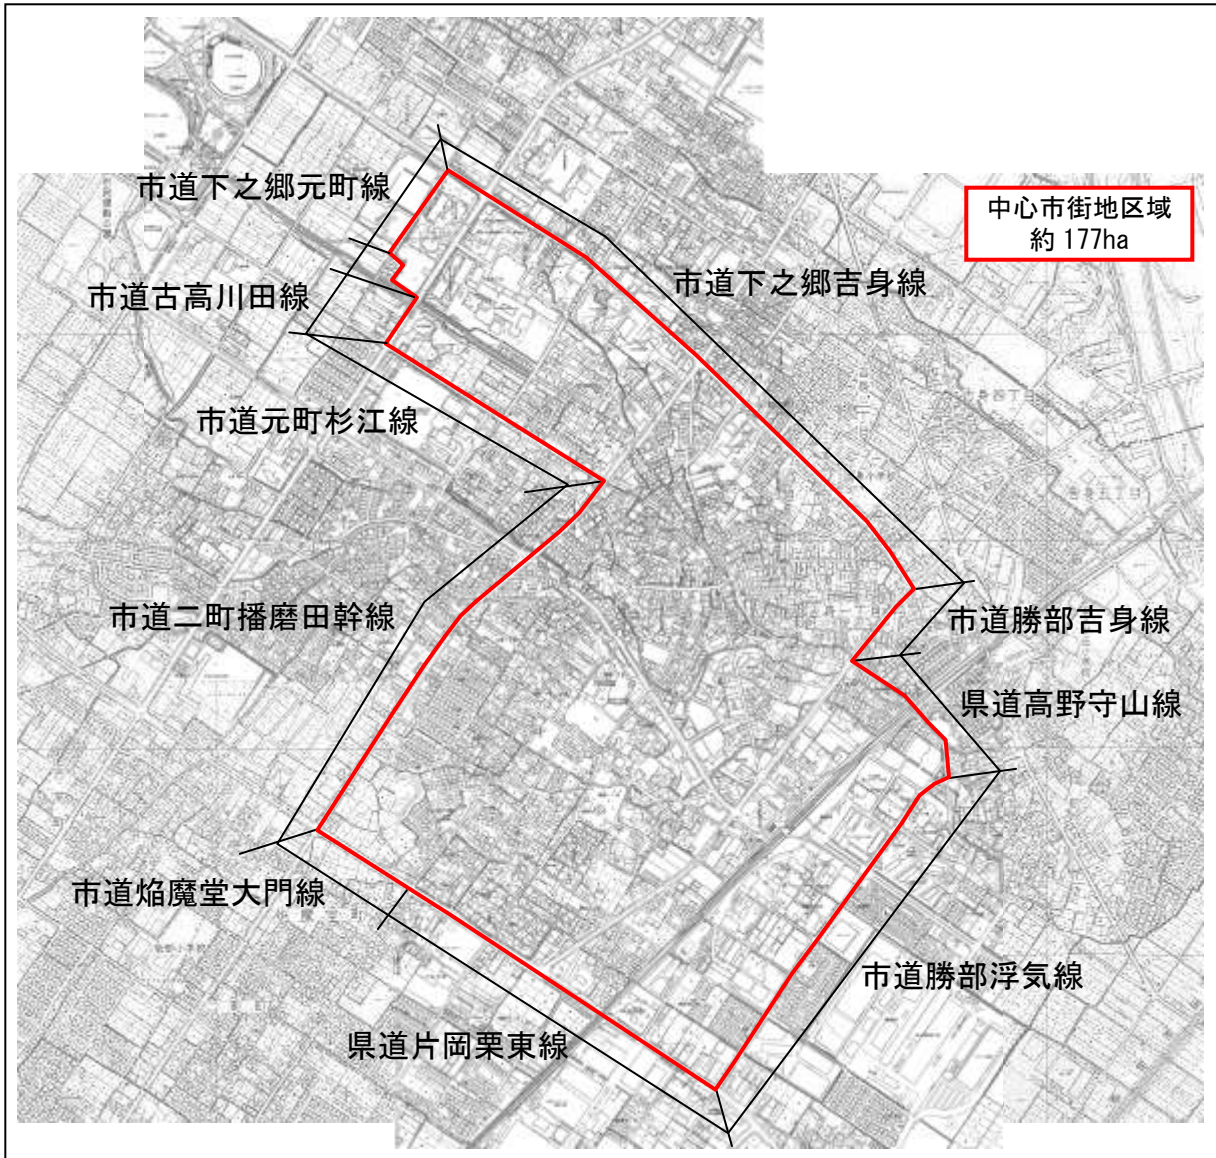 市道下之郷元町線
中心市街地区域
約 177ha
市道下之郷吉身線
市道古高川田線
市道元町杉江線
市道二町播磨田幹線
市道勝部吉身線
県道高野守山線
市道焔魔堂大門線
市道勝部浮気線
県道片岡栗東線